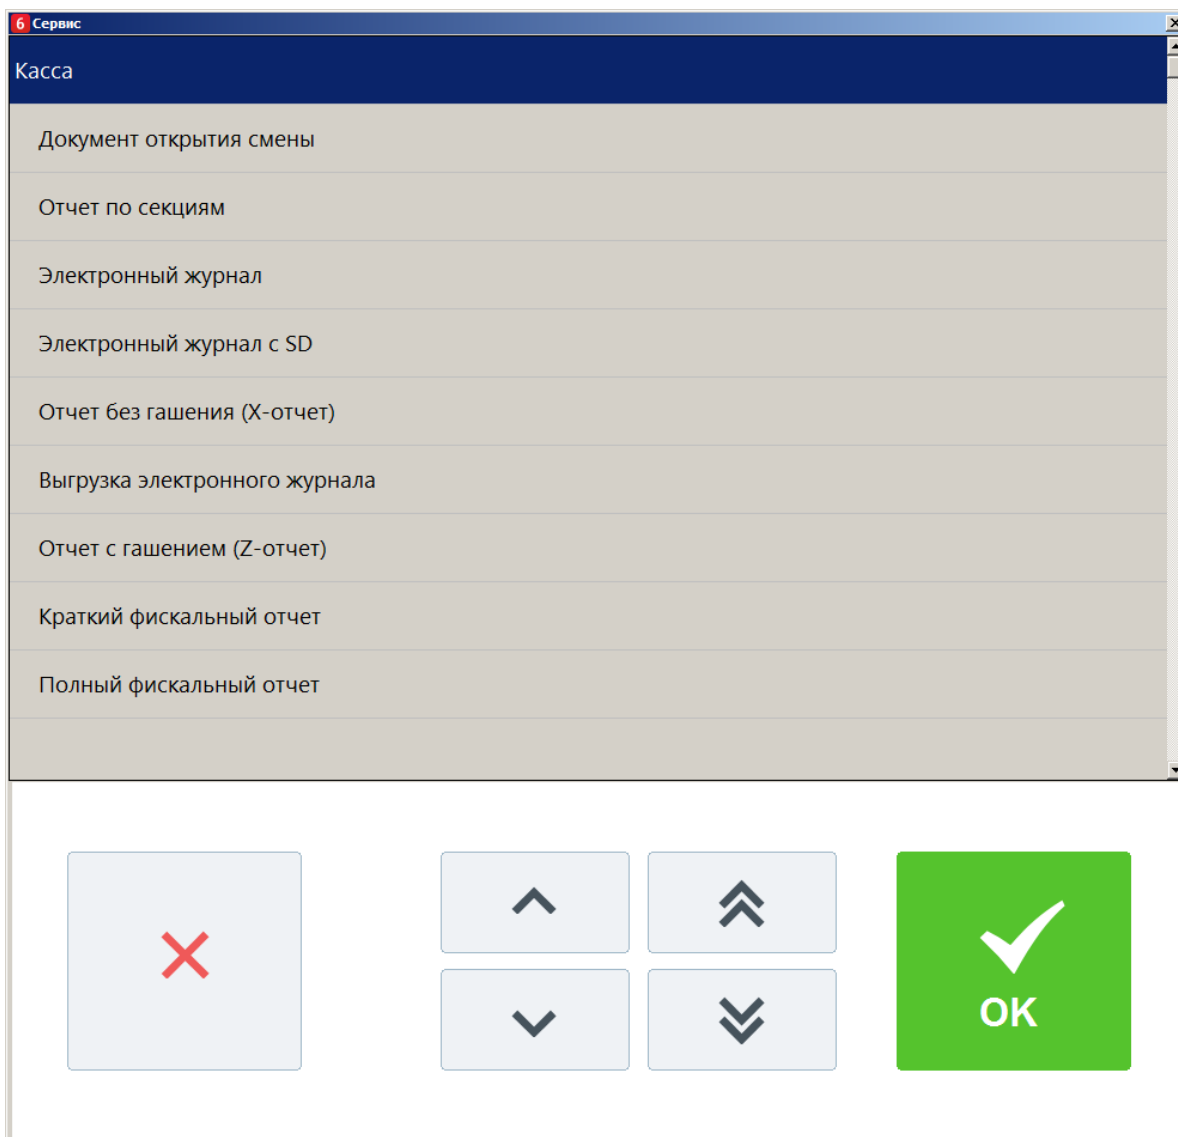 6 Сервис
Касса
Документ открытия смены
Отчет по секциям
Электронный журнал
Электронный журнал с SD
Отчет без гашения (X-отчет)
Выгрузка электронного журнала
Отчет с гашением (Z-отчет)
Краткий фискальный отчет
Полный фискальный отчет
OK